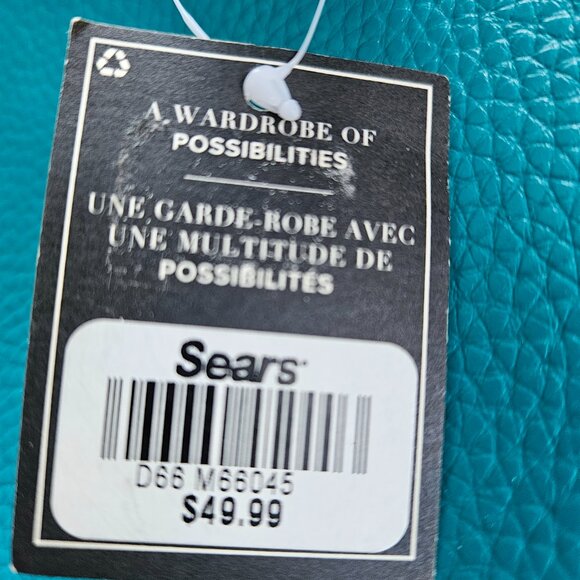 A WARDROBE OF
POSSIBILITIES
UNE GARDE-ROBE AVEC
UNE MULTITUDE DE
POSSIBILITÉS
Sears
D66 M66045
$49.99